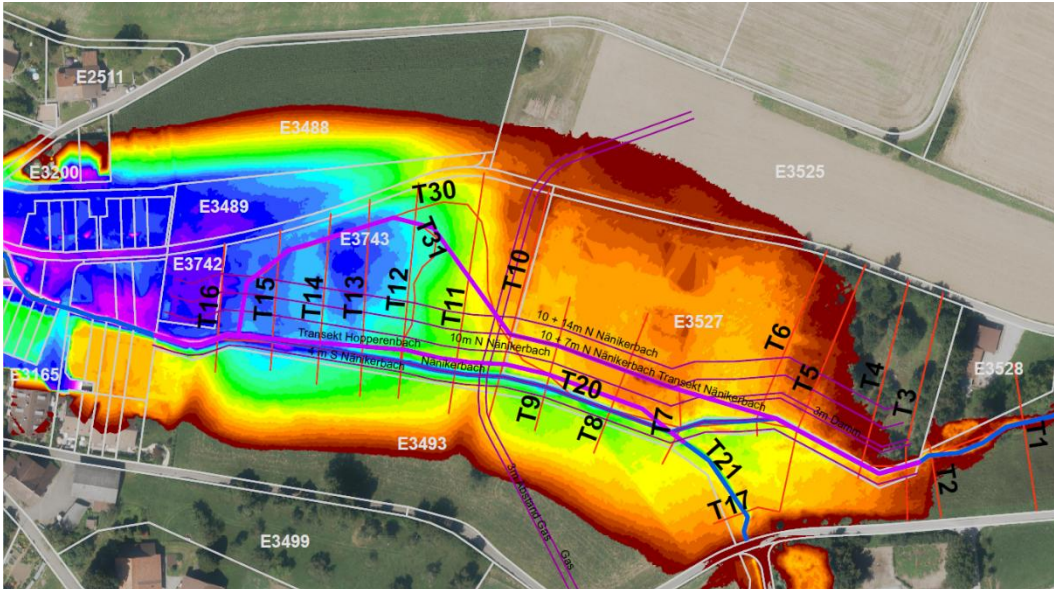 E2511
E3488
E3200
E3525
E3489
T30
T31
E3743
E3742
T10
T16
T15
T14
T13
T12
T11
10 + 14m N Nänikerbach
E3527
T6
Transekt Hopperenbach
10m N Nänikerbach
10 + 7m N Nänikerbach Transekt Nänikerbach
4 m S Nänikerbach
Nänikerbach
T5
T4
E3528
E3165
T20
T3
3m Damm
T9
T8
T7
T1
E3493
T21
T2
T17
3m Abstand Gas
Gas
E3499